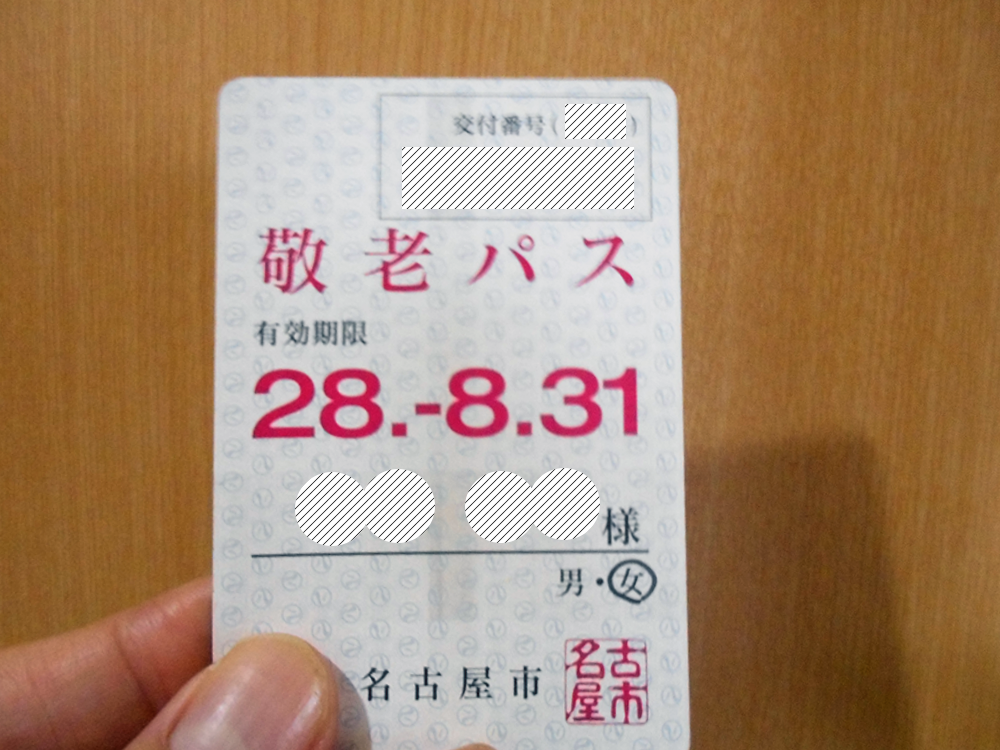 交付番号( )
敬老パス
有効期限
28.-8.31
様
男・女
名古屋市
名古屋市